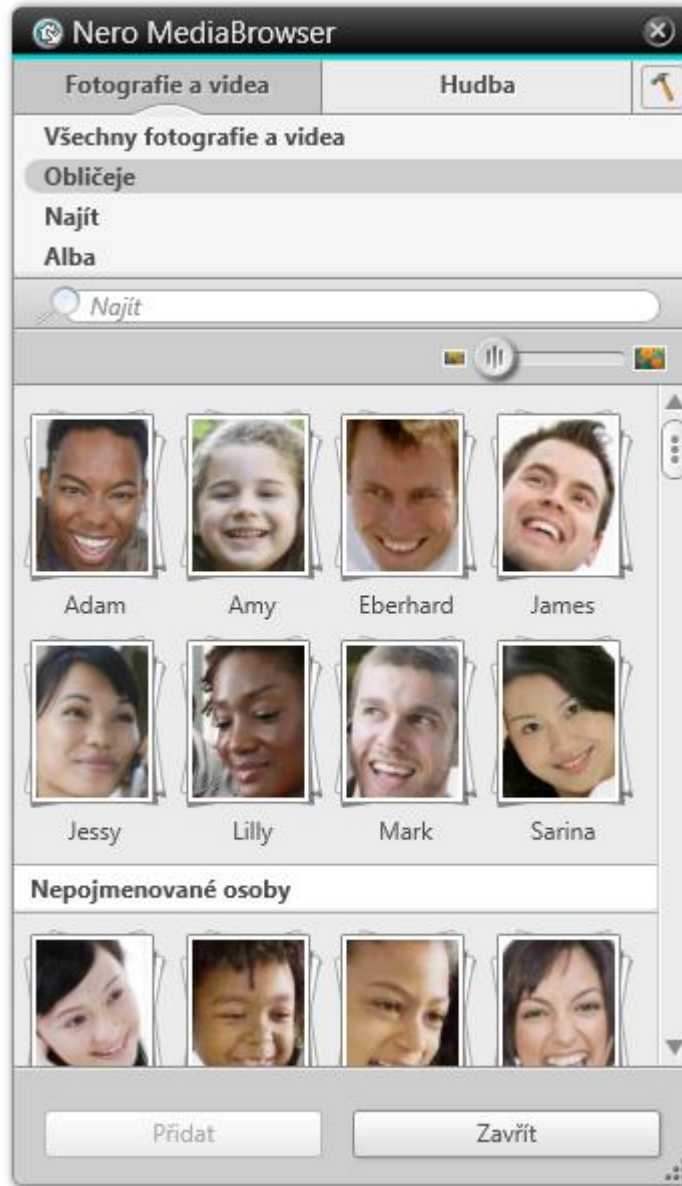 Nero MediaBrowser
Fotografie a videa Hudba
Všechny fotografie a videa
Obličeje
Najít
Alba
Najít
Adam Amy Eberhard James
Jessy Lilly Mark Sarina
Nepojmenované osoby
Přidat Zavřít